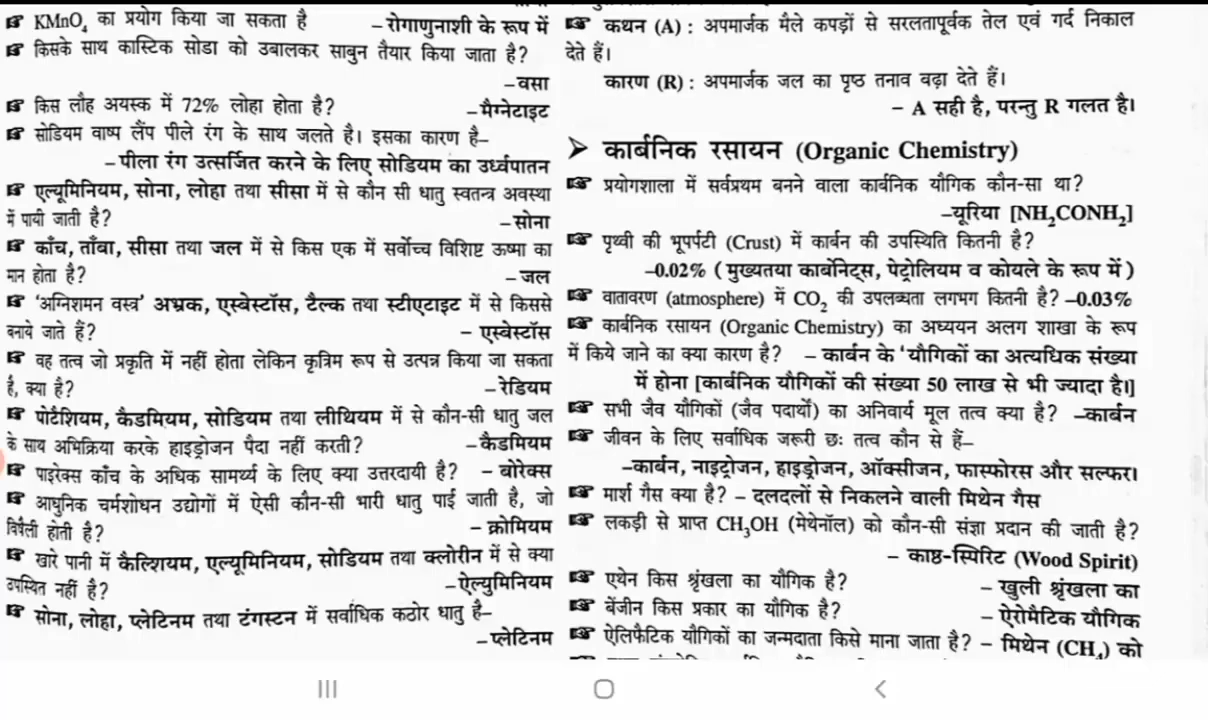 ☞ KMnO₄ का प्रयोग किया जा सकता है –रोगाणुनाशी के रूप में
☞ किसके साथ कास्टिक सोडा को उबालकर साबुन तैयार किया जाता है?
–वसा
☞ किस लौह अयस्क में 72% लोहा होता है? –मैग्नेटाइट
☞ सोडियम वाष्प लैंप पीले रंग के साथ जलते है। इसका कारण है–
–पीला रंग उत्सर्जित करने के लिए सोडियम का उर्ध्वपातन
☞ एल्यूमिनियम, सोना, लोहा तथा सीसा में से कौन सी धातु स्वतन्त्र अवस्था
में पायी जाती है? –सोना
☞ काँच, ताँबा, सीसा तथा जल में से किस एक में सर्वोच्च विशिष्ट ऊष्मा का
मान होता है? – जल
☞ ‘अग्निशमन वस्त्र’ अभ्रक, एस्बेस्टॉस, टैल्क तथा स्टीएटाइट में से किससे
बनाये जाते हैं? – एस्बेस्टॉस
☞ वह तत्व जो प्रकृति में नहीं होता लेकिन कृत्रिम रूप से उत्पन्न किया जा सकता
है, क्या है? –रेडियम
☞ पोटैशियम, कैडमियम, सोडियम तथा लीथियम में से कौन-सी धातु जल
के साथ अभिक्रिया करके हाइड्रोजन पैदा नहीं करती? –कैडमियम
☞ पाइरेक्स काँच के अधिक सामर्थ्य के लिए क्या उत्तरदायी है? – बोरेक्स
☞ आधुनिक चर्मशोधन उद्योगों में ऐसी कौन-सी भारी धातु पाई जाती है, जो
विषैली होती है? – क्रोमियम
☞ खारे पानी में कैल्शियम, एल्यूमिनियम, सोडियम तथा क्लोरीन में से क्या
उपस्थित नहीं है? –ऐल्युमिनियम
☞ सोना, लोहा, प्लेटिनम तथा टंगस्टन में सर्वाधिक कठोर धातु है–
–प्लेटिनम
☞ कथन (A) : अपमार्जक मैले कपड़ों से सरलतापूर्वक तेल एवं गर्द निकाल
देते हैं।
कारण (R) : अपमार्जक जल का पृष्ठ तनाव बढ़ा देते हैं।
– A सही है, परन्तु R गलत है।
➤ कार्बनिक रसायन (Organic Chemistry)
☞ प्रयोगशाला में सर्वप्रथम बनने वाला कार्बनिक यौगिक कौन-सा था?
–यूरिया [NH₂CONH₂]
☞ पृथ्वी की भूपर्पटी (Crust) में कार्बन की उपस्थिति कितनी है?
–0.02% (मुख्यतया कार्बोनेट्स, पेट्रोलियम व कोयले के रूप में)
☞ वातावरण (atmosphere) में CO₂ की उपलब्धता लगभग कितनी है? –0.03%
☞ कार्बनिक रसायन (Organic Chemistry) का अध्ययन अलग शाखा के रूप
में किये जाने का क्या कारण है? – कार्बन के ‘यौगिकों का अत्यधिक संख्या
में होना [कार्बनिक यौगिकों की संख्या 50 लाख से भी ज्यादा है।]
☞ सभी जैव यौगिकों (जैव पदार्थों) का अनिवार्य मूल तत्व क्या है? –कार्बन
☞ जीवन के लिए सर्वाधिक जरूरी छः तत्व कौन से हैं–
–कार्बन, नाइट्रोजन, हाइड्रोजन, ऑक्सीजन, फास्फोरस और सल्फर।
☞ मार्श गैस क्या है? – दलदलों से निकलने वाली मिथेन गैस
☞ लकड़ी से प्राप्त CH₃OH (मेथेनॉल) को कौन-सी संज्ञा प्रदान की जाती है?
– काष्ठ-स्पिरिट (Wood Spirit)
☞ एथेन किस श्रृंखला का यौगिक है? – खुली श्रृंखला का
☞ बेंजीन किस प्रकार का यौगिक है? – ऐरोमैटिक यौगिक
☞ ऐलिफैटिक यौगिकों का जन्मदाता किसे माना जाता है? – मिथेन (CH₄) को